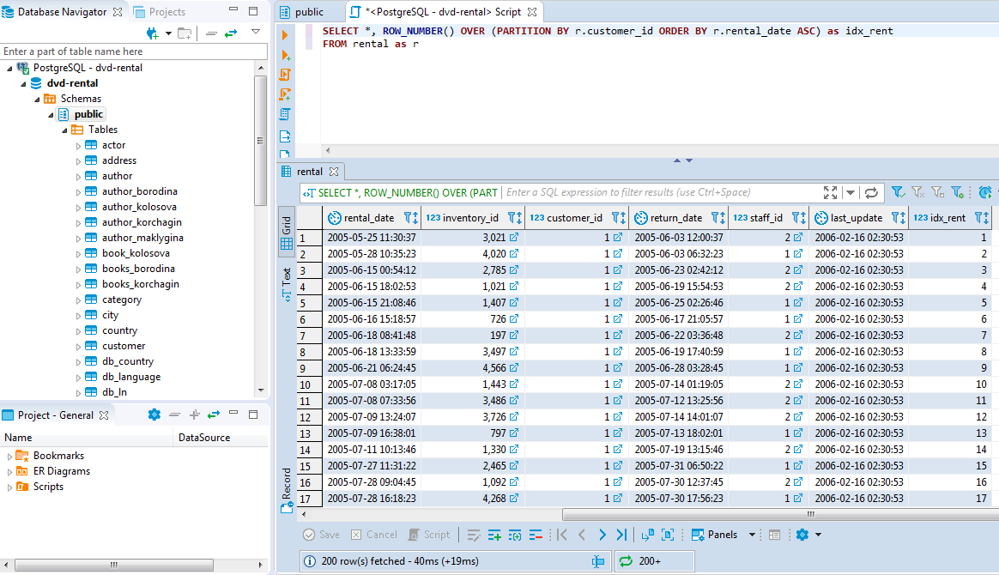 Database Navigator
Projects
Enter a part of table name here
PostgreSQL - dvd-rental
dvd-rental
Schemas
public
Tables
actor
address
author
author_borodina
author_kolosova
author_korchagin
author_maklygina
book_kolosova
books_borodina
books_korchagin
category
city
country
customer
db_country
db_language
db_ln
Project - General
Name DataSource
Bookmarks
ER Diagrams
Scripts
public
*<PostgreSQL - dvd-rental> Script
SELECT *, ROW_NUMBER() OVER (PARTITION BY r.customer_id ORDER BY r.rental_date ASC) as idx_rent
FROM rental as r
rental
SELECT *, ROW_NUMBER() OVER (PART Enter a SQL expression to filter results (use Ctrl+Space)
Grid
Text
Record
rental_date 123 inventory_id 123 customer_id return_date 123 staff_id last_update 123 idx_rent
1 2005-05-25 11:30:37 3,021 1 2005-06-03 12:00:37 2 2006-02-16 02:30:53 1
2 2005-05-28 10:35:23 4,020 1 2005-06-03 06:32:23 1 2006-02-16 02:30:53 2
3 2005-06-15 00:54:12 2,785 1 2005-06-23 02:42:12 2 2006-02-16 02:30:53 3
4 2005-06-15 18:02:53 1,021 1 2005-06-19 15:54:53 2 2006-02-16 02:30:53 4
5 2005-06-15 21:08:46 1,407 1 2005-06-25 02:26:46 1 2006-02-16 02:30:53 5
6 2005-06-16 15:18:57 726 1 2005-06-17 21:05:57 1 2006-02-16 02:30:53 6
7 2005-06-18 08:41:48 197 1 2005-06-22 03:36:48 2 2006-02-16 02:30:53 7
8 2005-06-18 13:33:59 3,497 1 2005-06-19 17:40:59 1 2006-02-16 02:30:53 8
9 2005-06-21 06:24:45 4,566 1 2005-06-28 03:28:45 1 2006-02-16 02:30:53 9
10 2005-07-08 03:17:05 1,443 1 2005-07-14 01:19:05 2 2006-02-16 02:30:53 10
11 2005-07-08 07:33:56 3,486 1 2005-07-12 13:25:56 2 2006-02-16 02:30:53 11
12 2005-07-09 13:24:07 3,726 1 2005-07-14 14:01:07 2 2006-02-16 02:30:53 12
13 2005-07-09 16:38:01 797 1 2005-07-13 18:02:01 1 2006-02-16 02:30:53 13
14 2005-07-11 10:13:46 1,330 1 2005-07-19 13:15:46 2 2006-02-16 02:30:53 14
15 2005-07-27 11:31:22 2,465 1 2005-07-31 06:50:22 1 2006-02-16 02:30:53 15
16 2005-07-28 09:04:45 1,092 1 2005-07-30 12:37:45 2 2006-02-16 02:30:53 16
17 2005-07-28 16:18:23 4,268 1 2005-07-30 17:56:23 1 2006-02-16 02:30:53 17
Save Cancel Script Panels
200 row(s) fetched - 40ms (+19ms) 200+